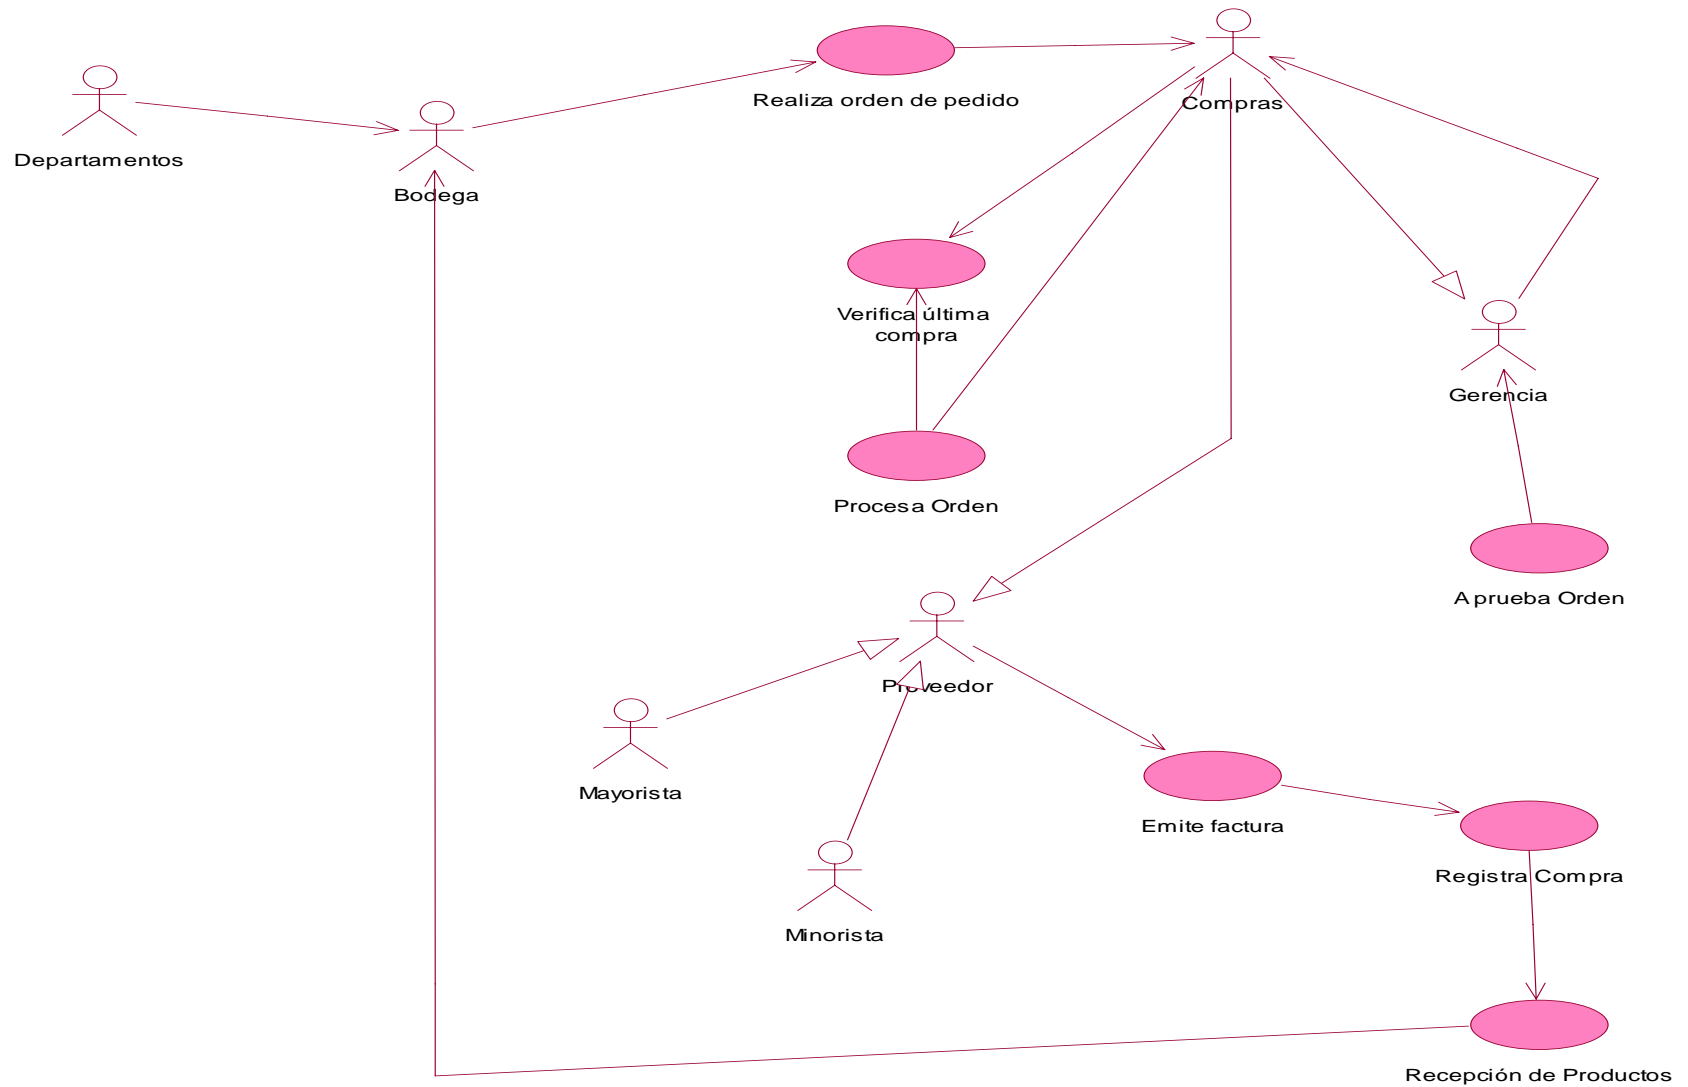 Realiza orden de pedido
Compras
Departamentos
Bodega
Verifica última
compra
Gerencia
Procesa Orden
Aprueba Orden
Proveedor
Mayorista
Emite factura
Registra Compra
Minorista
Recepción de Productos